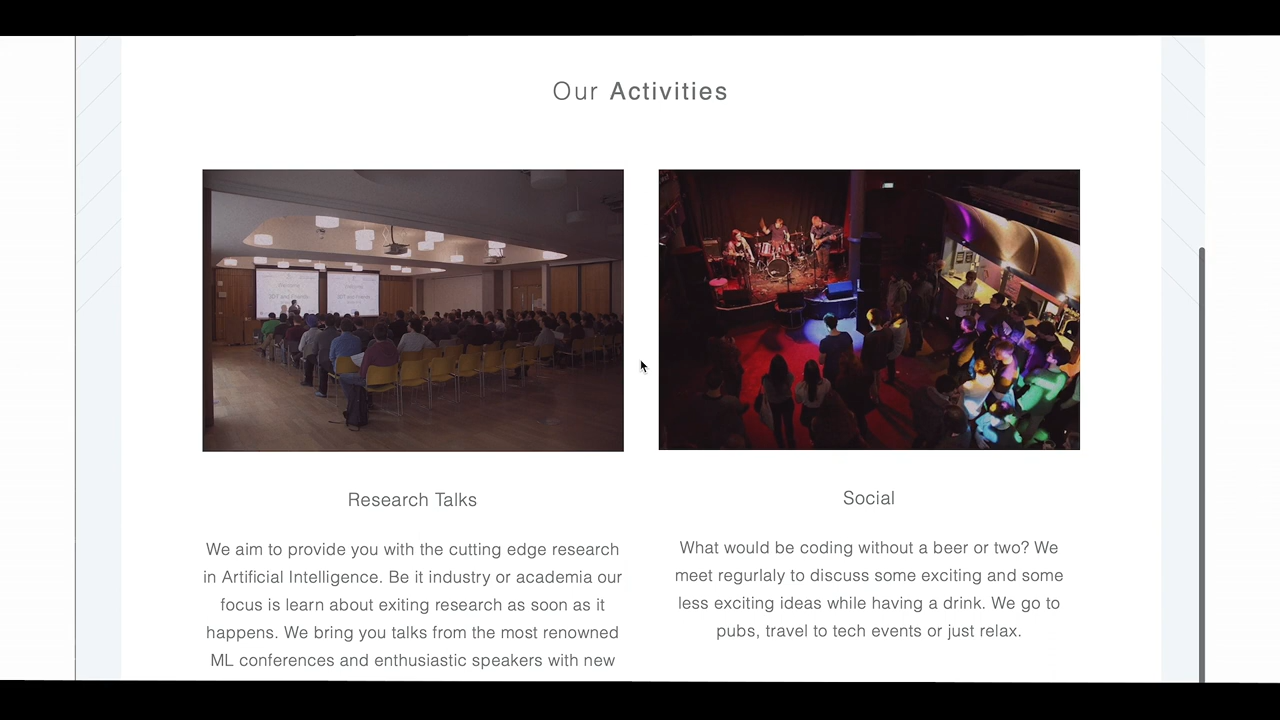 Our Activities
Research Talks
We aim to provide you with the cutting edge research
in Artificial Intelligence. Be it industry or academia our
focus is learn about exiting research as soon as it
happens. We bring you talks from the most renowned
ML conferences and enthusiastic speakers with new
Social
What would be coding without a beer or two? We
meet regurlaly to discuss some exciting and some
less exciting ideas while having a drink. We go to
pubs, travel to tech events or just relax.